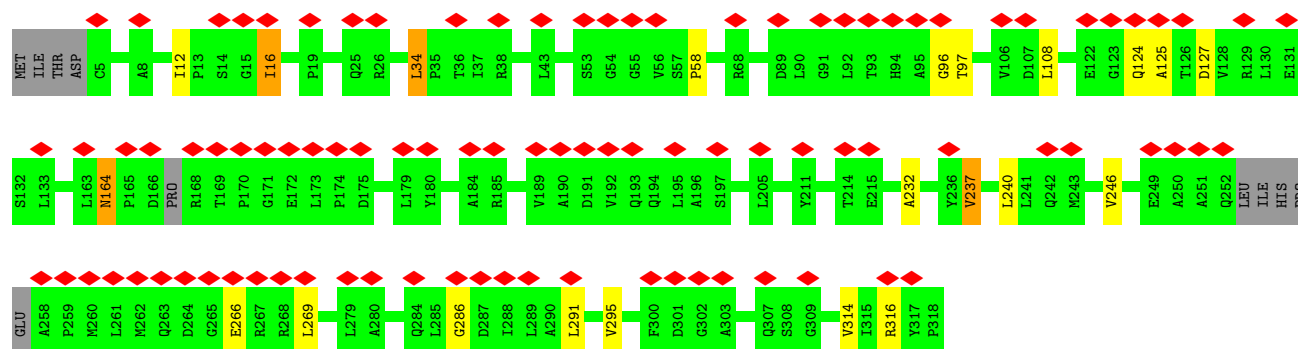 MET ILE THR ASP C5 A8 I12 P13 S14 G15 I16 P19 Q25 R26 L34 P35 T36 I37 R38 L43 S53 G54 G55 V56 S57 P58 R68 D89 L90 G91 L92 T93 H94 A95 G96 T97 V106 D107 L108 E122 G123 Q124 A125 T126 D127 V128 R129 L130 E131
S132 L133 L163 N164 P165 D166 PRO R168 T169 P170 G171 E172 L173 P174 D175 L179 Y180 A184 R185 V189 A190 D191 V192 Q193 Q194 L195 A196 S197 L205 Y211 T214 E215 A232 Y236 V237 L240 L241 Q242 M243 V246 E249 A250 A251 Q252 LEU ILE HIS
GLU A258 P259 M260 L261 M262 Q263 D264 G265 E266 R267 R268 L269 L279 A280 Q284 L285 G286 D287 I288 L289 A290 L291 V295 F300 D301 G302 A303 Q307 S308 G309 V314 I315 R316 Y317 P318